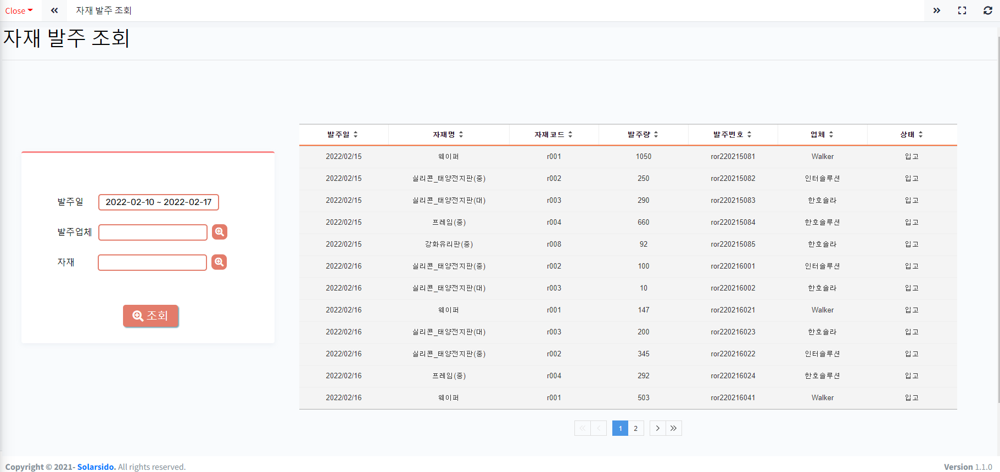 Close 자재 발주 조회
자재 발주 조회
발주일 2022-02-10 ~ 2022-02-17
발주업체
자재
조회
발주일 자재명 자재코드 발주량 발주번호 업체 상태
2022/02/15 웨이퍼 r001 1050 ror220215081 Walker 입고
2022/02/15 실리콘_태양전지판(중) r002 250 ror220215082 인터솔루션 입고
2022/02/15 실리콘_태양전지판(대) r003 290 ror220215083 한호솔라 입고
2022/02/15 프레임(중) r004 660 ror220215084 한호솔루션 입고
2022/02/15 강화유리판(중) r008 92 ror220215085 한호솔라 입고
2022/02/16 실리콘_태양전지판(중) r002 100 ror220216001 인터솔루션 입고
2022/02/16 실리콘_태양전지판(대) r003 10 ror220216002 한호솔라 입고
2022/02/16 웨이퍼 r001 147 ror220216021 Walker 입고
2022/02/16 실리콘_태양전지판(대) r003 200 ror220216023 한호솔라 입고
2022/02/16 실리콘_태양전지판(중) r002 345 ror220216022 인터솔루션 입고
2022/02/16 프레임(중) r004 292 ror220216024 한호솔루션 입고
2022/02/16 웨이퍼 r001 503 ror220216041 Walker 입고
1 2
Copyright © 2021- Solarsido. All rights reserved. Version 1.1.0